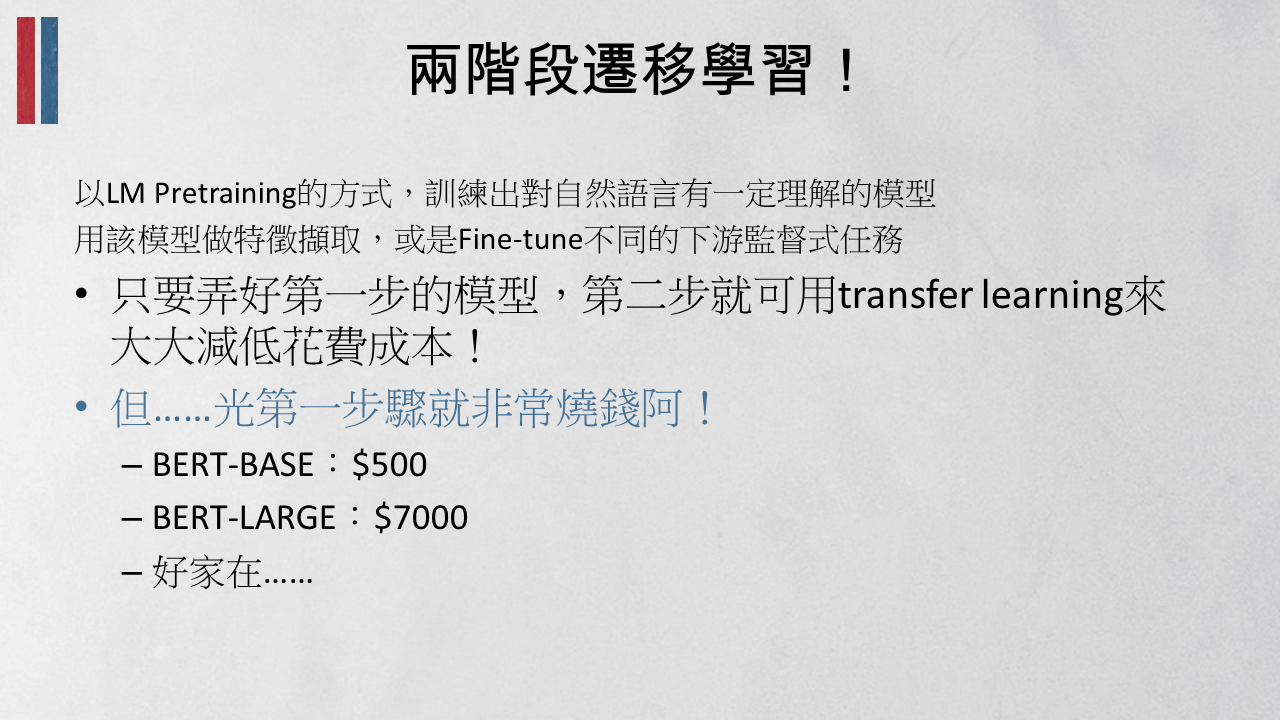 兩階段遷移學習！
以LM Pretraining的方式，訓練出對自然語言有一定理解的模型
用該模型做特徵擷取，或是Fine-tune不同的下游監督式任務
• 只要弄好第一步的模型，第二步就可用transfer learning來
大大減低花費成本！
• 但……光第一步驟就非常燒錢阿！
– BERT-BASE：$500
– BERT-LARGE：$7000
– 好家在……